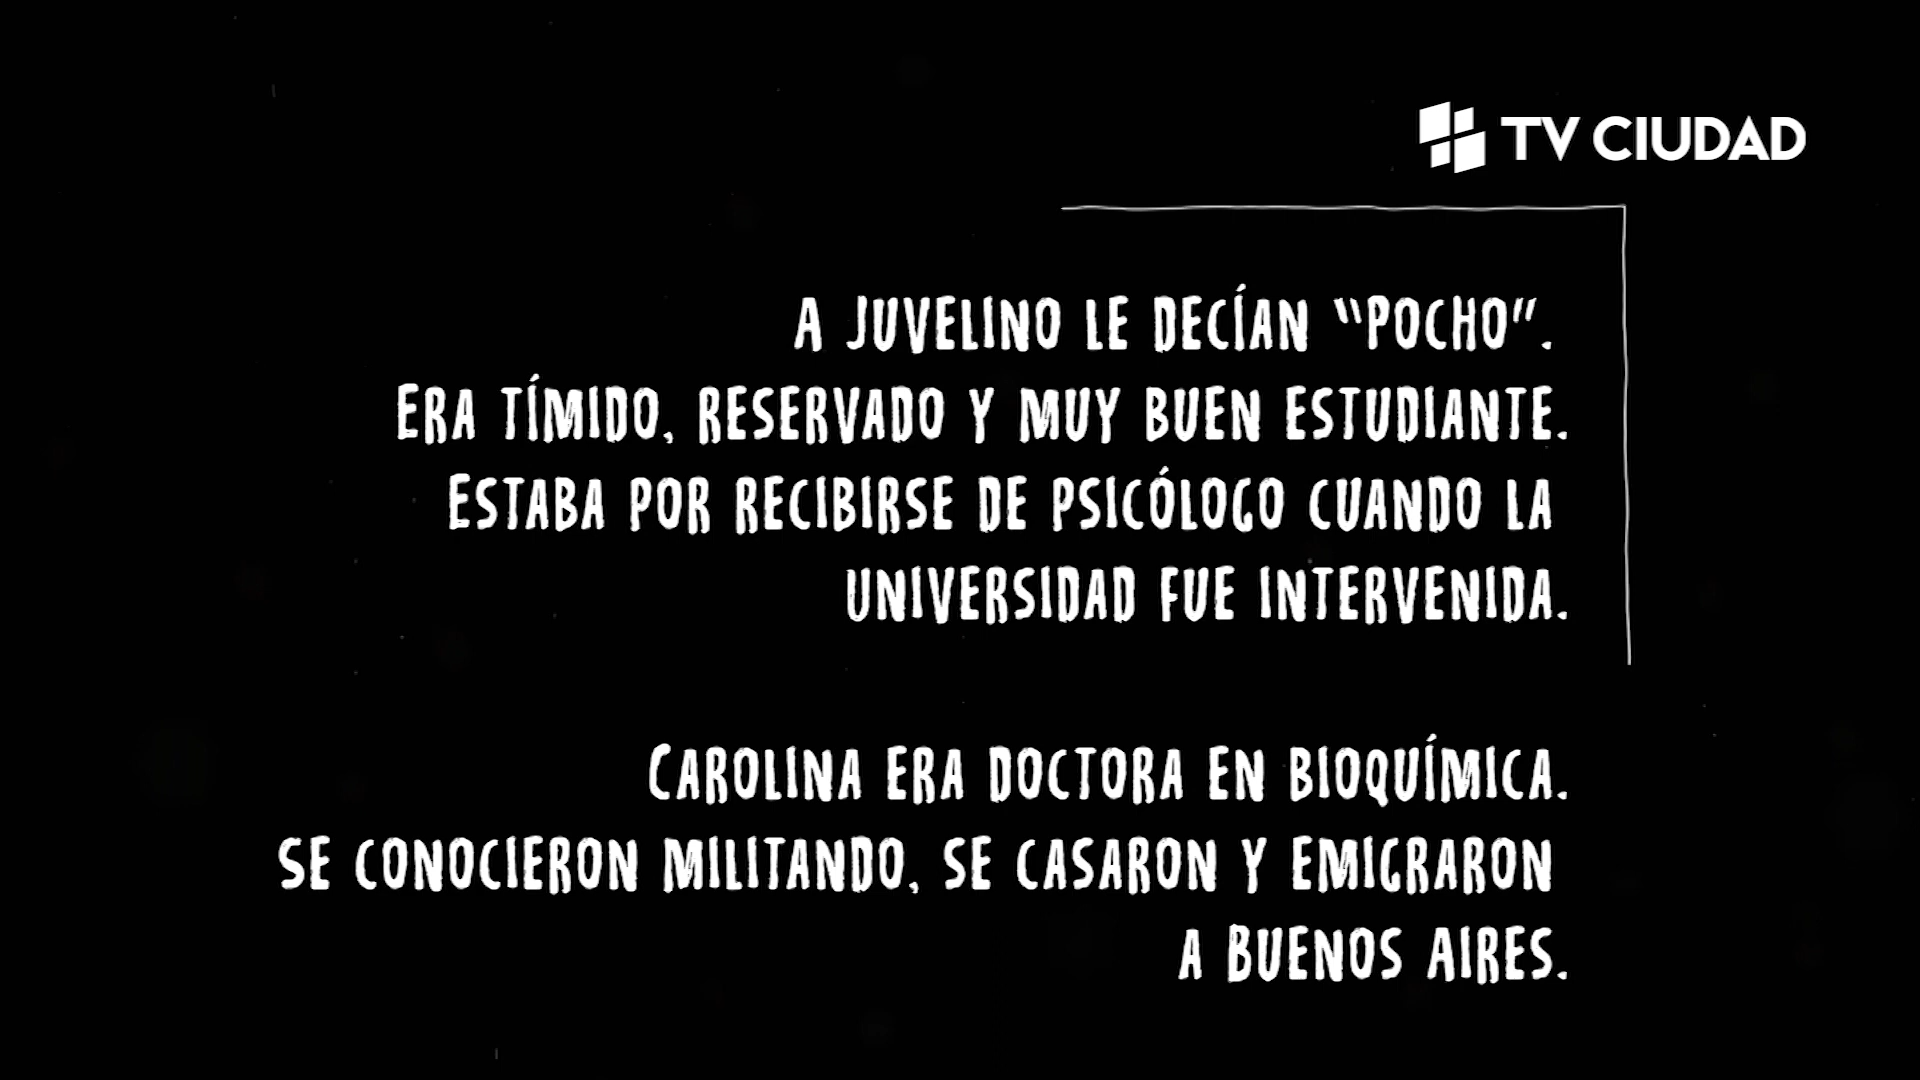 TV CIUDAD
A JUVELINO LE DECÍAN “POCHO”.
ERA TÍMIDO, RESERVADO Y MUY BUEN ESTUDIANTE.
ESTABA POR RECIBIRSE DE PSICÓLOGO CUANDO LA
UNIVERSIDAD FUE INTERVENIDA.
CAROLINA ERA DOCTORA EN BIOQUÍMICA.
SE CONOCIERON MILITANDO, SE CASARON Y EMIGRARON
A BUENOS AIRES.